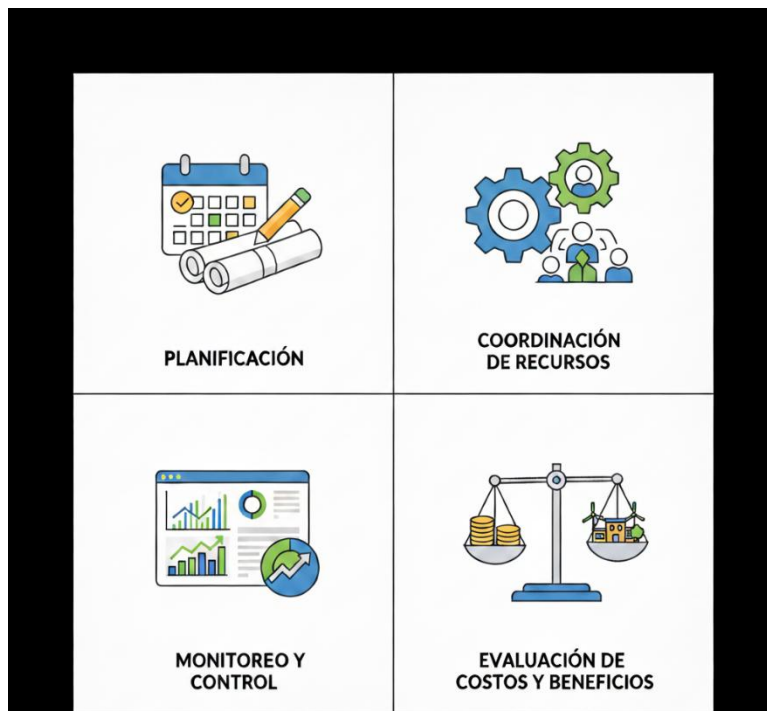 PLANIFICACIÓN
COORDINACIÓN
DE RECURSOS
MONITOREO Y
CONTROL
EVALUACIÓN DE
COSTOS Y BENEFICIOS